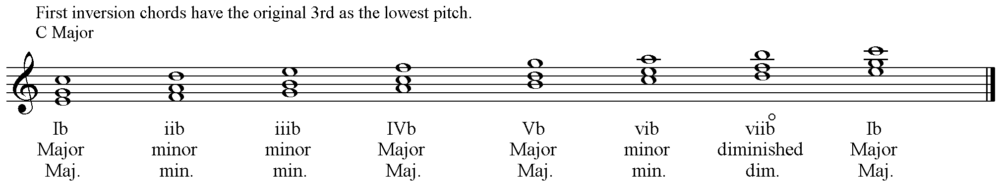 First inversion chords have the original 3rd as the lowest pitch.
C Major
Ib iib iiib IVb Vb vib viib° Ib
Major minor minor Major Major minor diminished Major
Maj. min. min. Maj. Maj. min. dim. Maj.